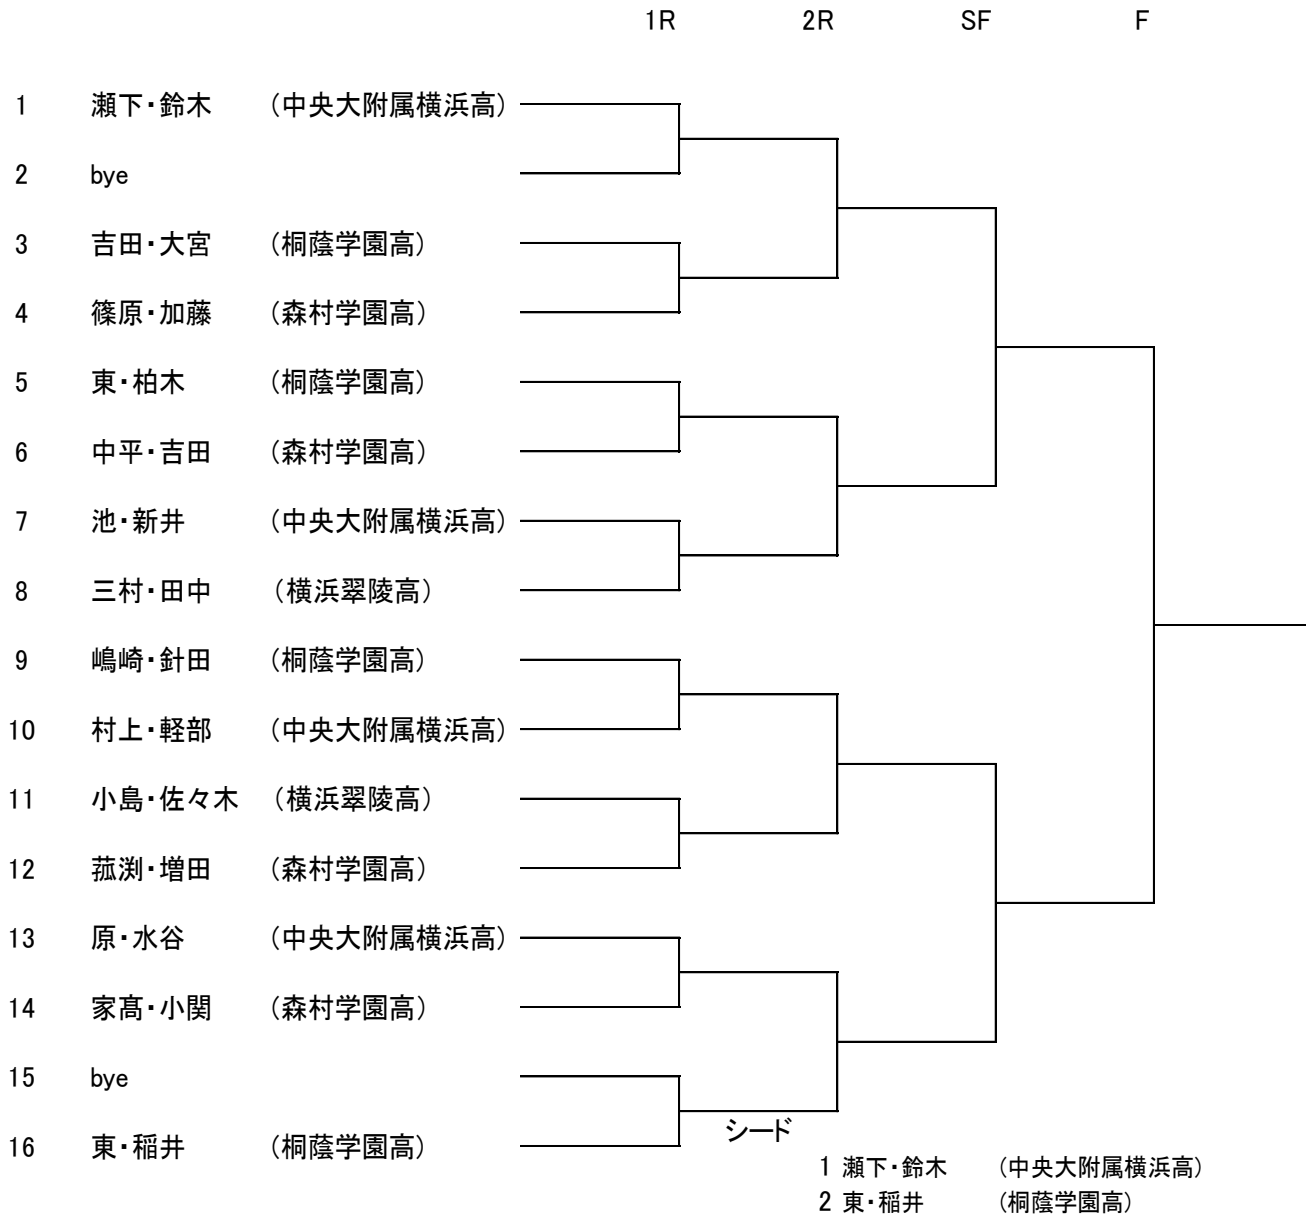 1R 2R SF F
1 瀬下・鈴木 (中央大附属横浜高)
2 bye
3 吉田・大宮 (桐蔭学園高)
4 篠原・加藤 (森村学園高)
5 東・柏木 (桐蔭学園高)
6 中平・吉田 (森村学園高)
7 池・新井 (中央大附属横浜高)
8 三村・田中 (横浜翠陵高)
9 嶋崎・針田 (桐蔭学園高)
10 村上・軽部 (中央大附属横浜高)
11 小島・佐々木 (横浜翠陵高)
12 菰渕・増田 (森村学園高)
13 原・水谷 (中央大附属横浜高)
14 家髙・小関 (森村学園高)
15 bye
16 東・稲井 (桐蔭学園高)
シード
1 瀬下・鈴木 (中央大附属横浜高)
2 東・稲井 (桐蔭学園高)